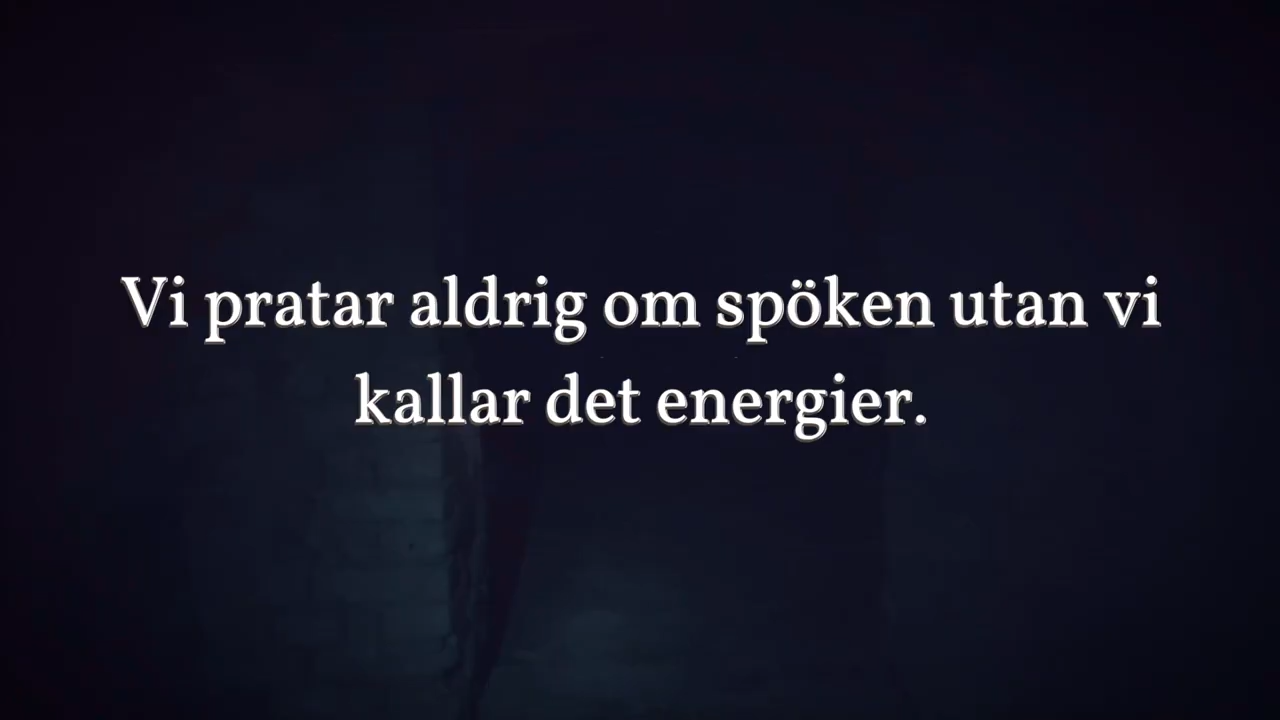 Vi pratar aldrig om spöken utan vi
kallar det energier.